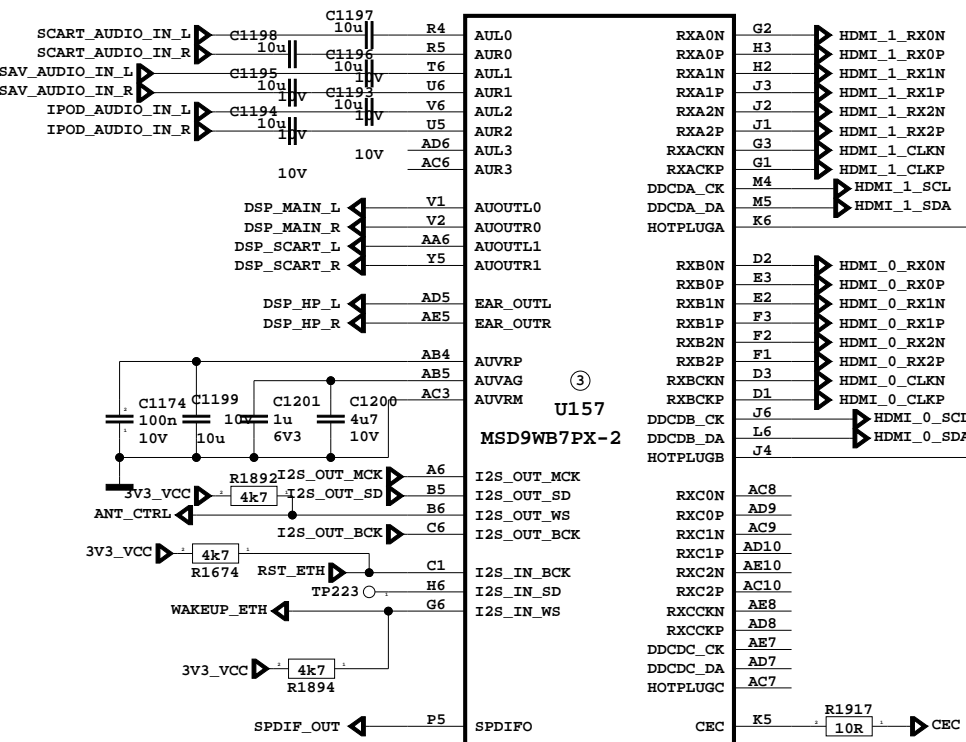 SCART_AUDIO_IN_L
SCART_AUDIO_IN_R
SAV_AUDIO_IN_L
SAV_AUDIO_IN_R
IPOD_AUDIO_IN_L
IPOD_AUDIO_IN_R
C1197
10u
C1198
10u
C1196
10u
10V
C1195
10u
10V
C1193
10u
10V
C1194
10u
10V
10V
10V
R4 AUL0
R5 AUR0
T6 AUL1
U6 AUR1
V6 AUL2
U5 AUR2
AD6 AUL3
AC6 AUR3
DSP_MAIN_L V1 AUOUTL0
DSP_MAIN_R V2 AUOUTR0
DSP_SCART_L AA6 AUOUTL1
DSP_SCART_R Y5 AUOUTR1
DSP_HP_L AD5 EAR_OUTL
DSP_HP_R AE5 EAR_OUTR
AB4 AUVRP
AB5 AUVAG
AC3 AUVRM
C1174
100n
10V
C1199
10V
10u
C1201
1u
6V3
C1200
4u7
10V
3
U157
MSD9WB7PX-2
I2S_OUT_MCK A6 I2S_OUT_MCK
3V3_VCC R1892 4k7
I2S_OUT_SD B5 I2S_OUT_SD
ANT_CTRL B6 I2S_OUT_WS
I2S_OUT_BCK C6 I2S_OUT_BCK
3V3_VCC 4k7 R1674
RST_ETH C1 I2S_IN_BCK
TP223 H6 I2S_IN_SD
WAKEUP_ETH G6 I2S_IN_WS
3V3_VCC 4k7 R1894
SPDIF_OUT P5 SPDIFO
RXA0N G2 HDMI_1_RX0N
RXA0P H3 HDMI_1_RX0P
RXA1N H2 HDMI_1_RX1N
RXA1P J3 HDMI_1_RX1P
RXA2N J2 HDMI_1_RX2N
RXA2P J1 HDMI_1_RX2P
RXACKN G3 HDMI_1_CLKN
RXACKP G1 HDMI_1_CLKP
DDCDA_CK M4 HDMI_1_SCL
DDCDA_DA M5 HDMI_1_SDA
HOTPLUGA K6
RXB0N D2 HDMI_0_RX0N
RXB0P E3 HDMI_0_RX0P
RXB1N E2 HDMI_0_RX1N
RXB1P F3 HDMI_0_RX1P
RXB2N F2 HDMI_0_RX2N
RXB2P F1 HDMI_0_RX2P
RXBCKN D3 HDMI_0_CLKN
RXBCKP D1 HDMI_0_CLKP
DDCDB_CK J6 HDMI_0_SCL
DDCDB_DA L6 HDMI_0_SDA
HOTPLUGB J4
RXC0N AC8
RXC0P AD9
RXC1N AC9
RXC1P AD10
RXC2N AE10
RXC2P AC10
RXCCKN AE8
RXCCKP AD8
DDCDC_CK AE7
DDCDC_DA AD7
HOTPLUGC AC7
CEC K5 R1917 10R CEC